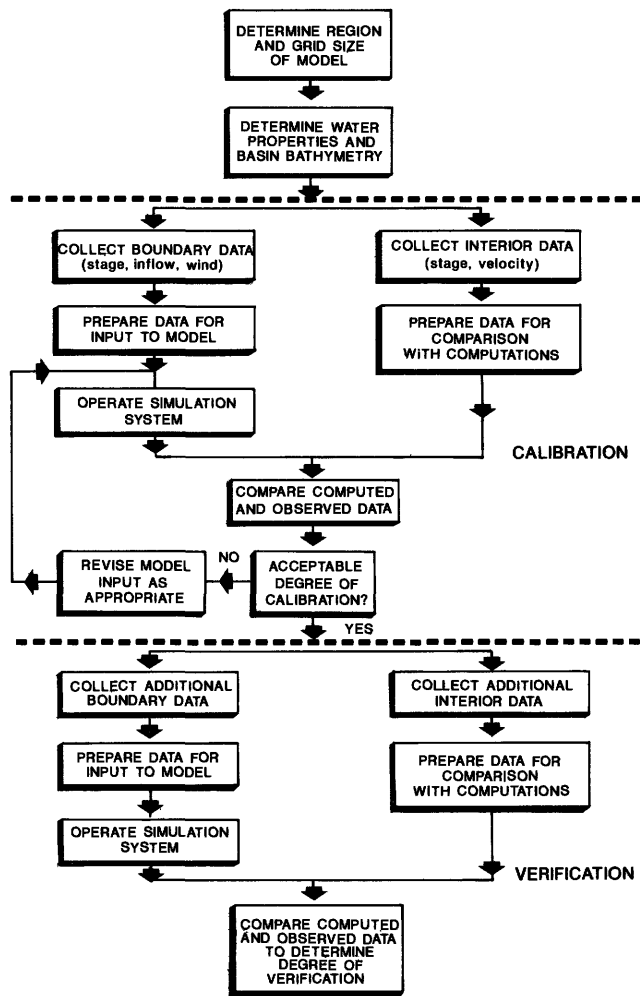 DETERMINE REGION
AND GRID SIZE
OF MODEL
DETERMINE WATER
PROPERTIES AND
BASIN BATHYMETRY
COLLECT BOUNDARY DATA
(stage, inflow, wind)
COLLECT INTERIOR DATA
(stage, velocity)
PREPARE DATA FOR
INPUT TO MODEL
PREPARE DATA FOR
COMPARISON
WITH COMPUTATIONS
OPERATE SIMULATION
SYSTEM
CALIBRATION
COMPARE COMPUTED
AND OBSERVED DATA
REVISE MODEL
INPUT AS
APPROPRIATE
NO
ACCEPTABLE
DEGREE OF
CALIBRATION?
YES
COLLECT ADDITIONAL
BOUNDARY DATA
COLLECT ADDITIONAL
INTERIOR DATA
PREPARE DATA FOR
INPUT TO MODEL
PREPARE DATA FOR
COMPARISON
WITH COMPUTATIONS
OPERATE SIMULATION
SYSTEM
VERIFICATION
COMPARE COMPUTED
AND OBSERVED DATA
TO DETERMINE
DEGREE OF
VERIFICATION